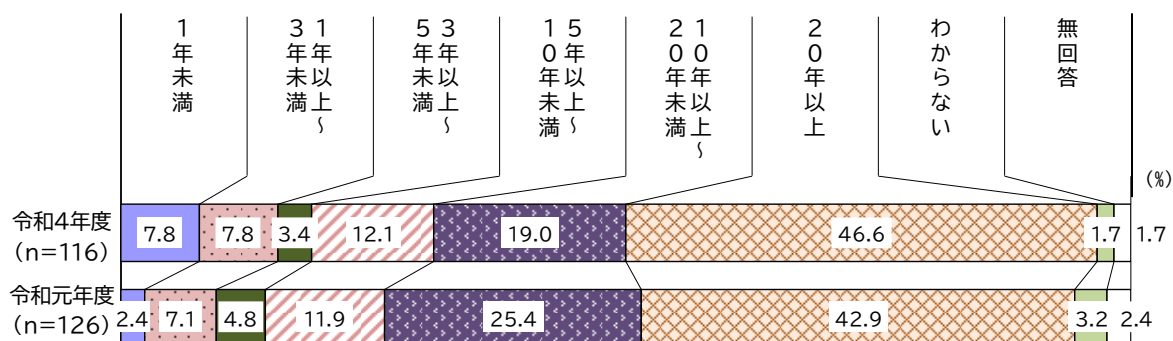 1年未満
1年以上~
3年未満
3年以上~
5年未満
5年以上~
10年未満
10年以上~
20年未満
20年以上
わからない
無回答
(%)
令和4年度
(n=116)
7.8 7.8 3.4 12.1 19.0 46.6 1.7 1.7
令和元年度
(n=126)
2.4 7.1 4.8 11.9 25.4 42.9 3.2 2.4